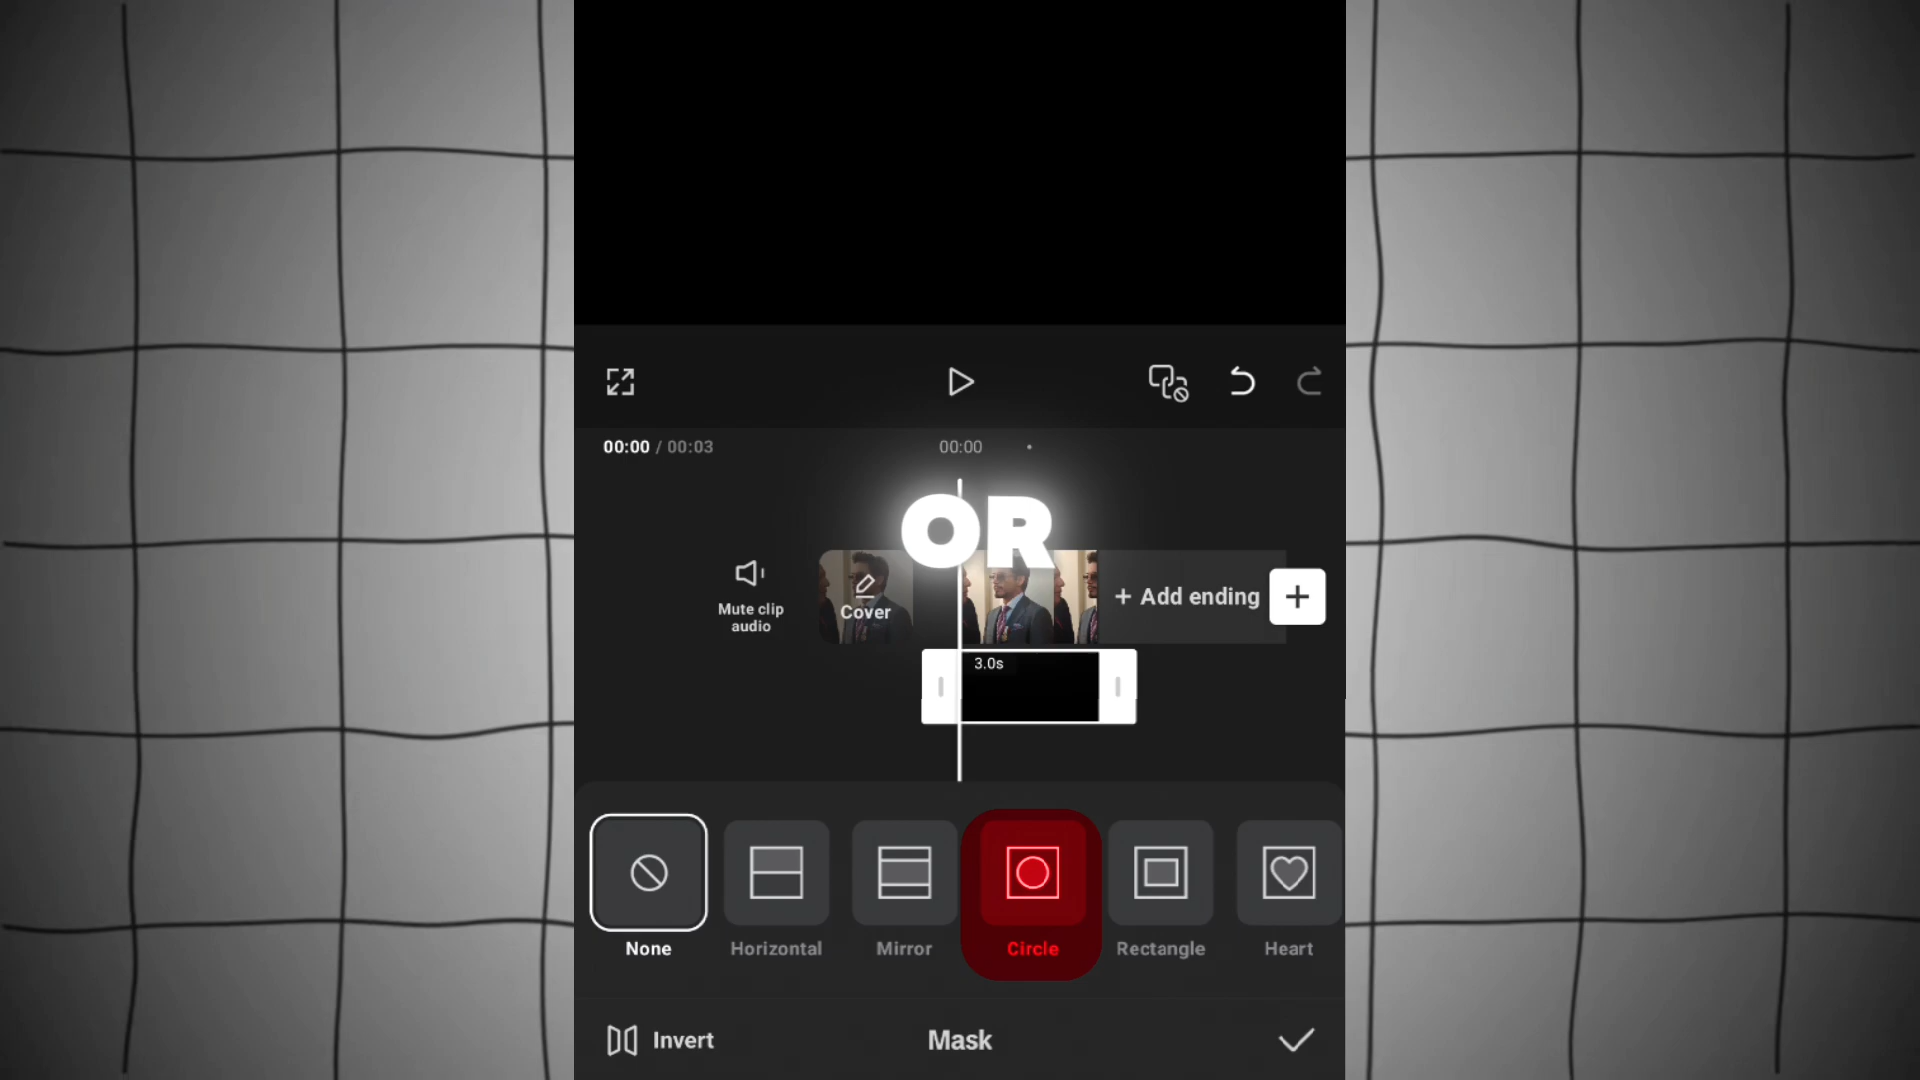 00:00 / 00:03
00:00
OR
Mute clip
audio
Cover
+ Add ending
+
3.0s
None
Horizontal
Mirror
Circle
Rectangle
Heart
Invert
Mask